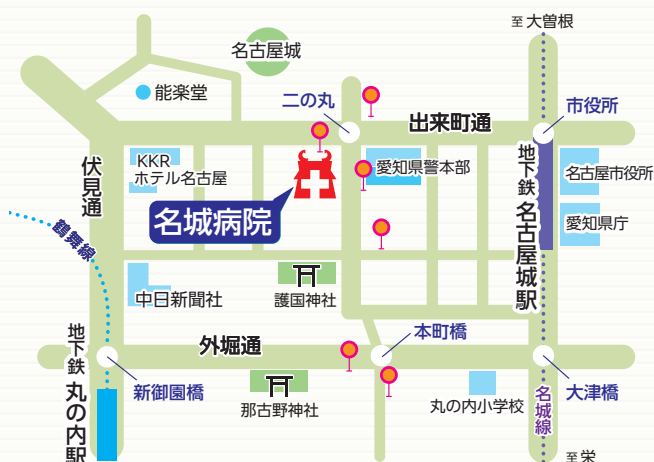 至 大曽根
名古屋城
能楽堂
二の丸
市役所
出来町通
KKR
ホテル名古屋
愛知県警本部
地下鉄 名古屋城駅
名古屋市役所
伏見通
名城病院
愛知県庁
鶴舞線
中日新聞社
護国神社
地下鉄 丸の内駅
外堀通
本町橋
新御園橋
那古野神社
丸の内小学校
大津橋
名城線
至 栄